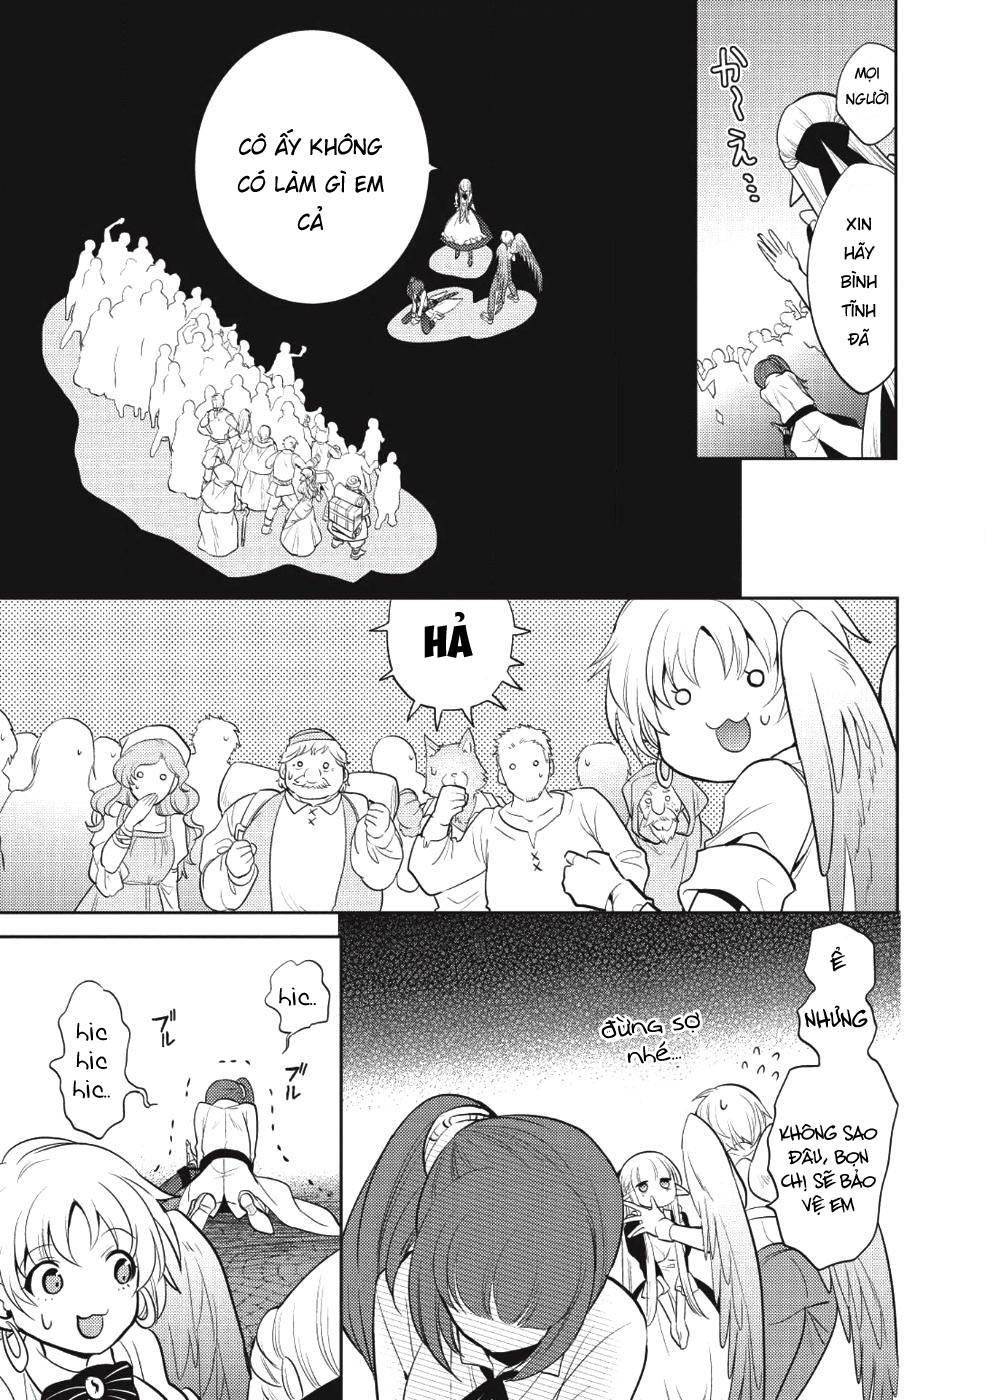 MỌI
NGƯỜI
か〜え…
XIN
HÃY
BÌNH
TĨNH
ĐÃ
CÔ ẤY KHÔNG
CÓ LÀM GÌ EM
CẢ
HẢ
Ể
NHƯNG
KHÔNG SAO
ĐÂU, BỌN
CHỊ SẼ BẢO
VỆ EM
đừng sợ
nhé...
hic..
ブル
ブル
hic
hic
hic..